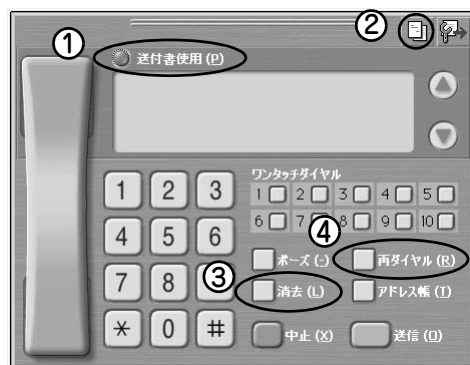 ① ②
送付書使用 (P)
ワンタッチダイヤル
1 2 3 4 5
6 7 8 9 10
④
1 2 3
4 5 6
ポーズ (-) 再ダイヤル (R)
③
7 8
消去 (L) アドレス帳 (T)
* 0 #
中止 (X) 送信 (O)